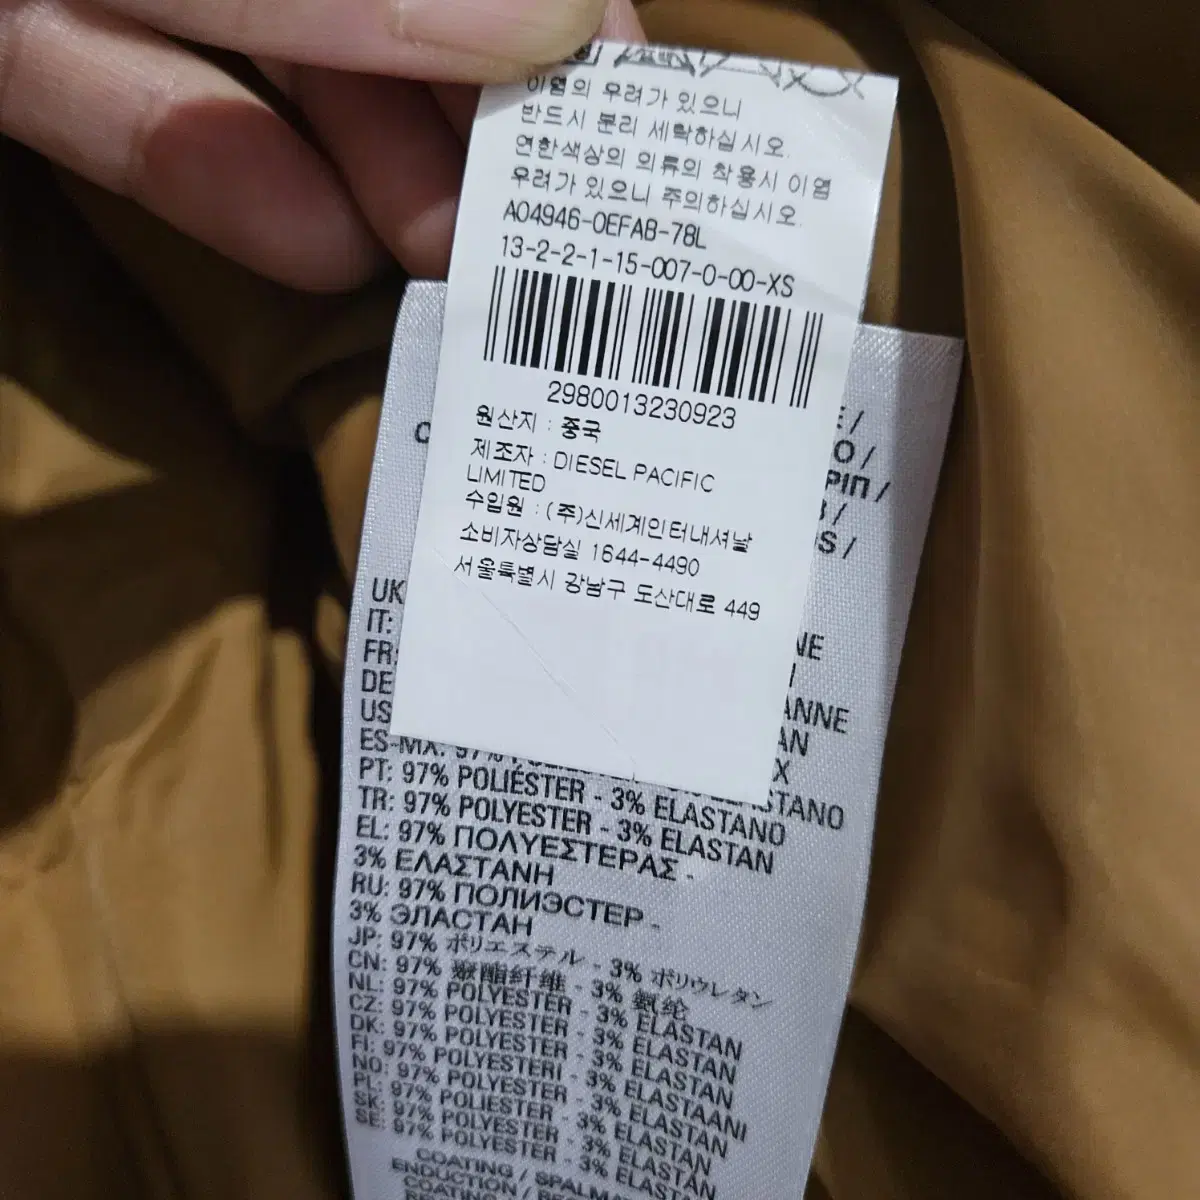 이염의 우려가 있으니
반드시 분리 세탁하십시오.
연한색상의 의류의 착용시 이염
우려가 있으니 주의하십시오.
A04946-0EFAB-78L
13-2-2-1-15-007-0-00-XS
2980013230923
원산지 : 중국
제조자 : DIESEL PACIFIC
LIMITED
수입원 : (주)신세계인터내셔날
소비자상담실 1644-4490
서울특별시 강남구 도산대로 449
UK
IT:
FR:
DE
US
ES-MX: 97%
PT: 97% POLIÉSTER - 3% ELASTANO
TR: 97% POLYESTER - 3% ELASTAN
EL: 97% ΠΟΛΥΕΣΤΕΡΑΣ -
3% ΕΛΑΣΤΑΝΗ
RU: 97% ПОЛИЭСТЕР -
3% ЭЛАСТАН
JP: 97% ポリエステル - 3% ポリウレタン
CN: 97% 聚酯纤维 - 3% 氨纶
NL: 97% POLYESTER - 3% ELASTAN
CZ: 97% POLYESTER - 3% ELASTAN
DK: 97% POLYESTER - 3% ELASTAN
FI: 97% POLYESTERI - 3% ELASTAANI
NO: 97% POLYESTER - 3% ELASTAN
PL: 97% POLIESTER - 3% ELASTAN
SK: 97% POLYESTER - 3% ELASTAN
SE: 97% POLYESTER - 3% ELASTAN
COATING / SPALMATURA
ENDUCTION /
COATING